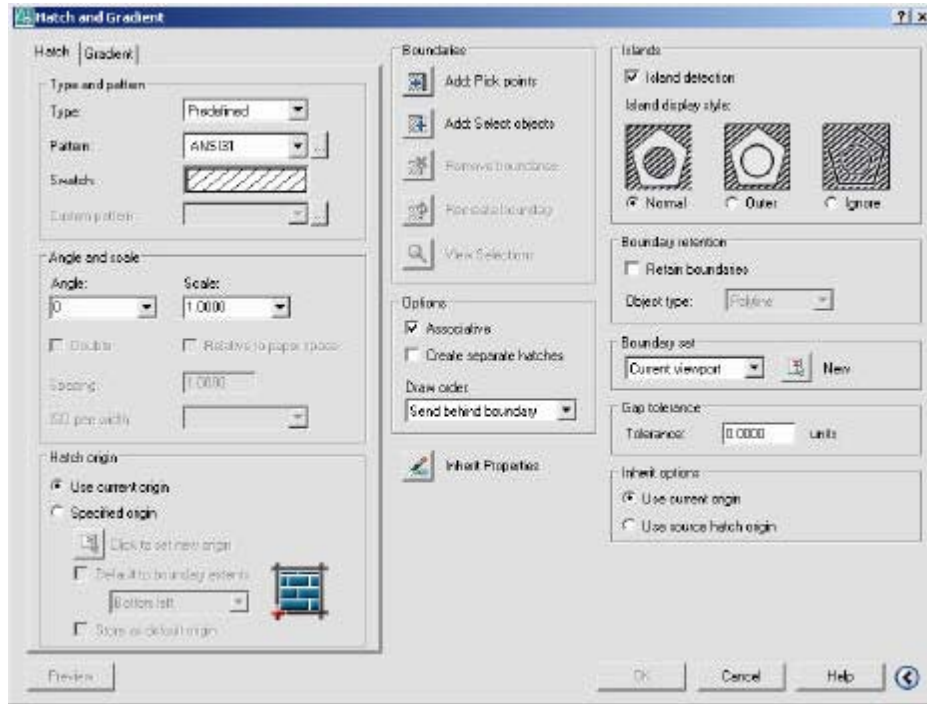 Hatch and Gradient
Hatch
Gradient
Type and pattern
Type:
Predefined
Pattern:
ANSI31
...
Swatch:
Custom pattern:
...
Angle and scale
Angle:
Scale:
0
1.0000
Double
Relative to paper space
Spacing:
1.0000
ISO pen width:
Hatch origin
Use current origin
Specified origin
Click to set new origin
Default to boundary extents
Bottom left
Store as default origin
Preview
Boundaries
Add: Pick points
Add: Select objects
Remove boundaries
Recreate boundary
View Selections
Options
Associative
Create separate hatches
Draw order:
Send behind boundary
Inherit Properties
Islands
Island detection
Island display style:
Normal
Outer
Ignore
Boundary retention
Retain boundaries
Object type:
Polyline
Boundary set
Current viewport
New
Gap tolerance
Tolerance:
0.0000
units
Inherit options
Use current origin
Use source hatch origin
OK
Cancel
Help